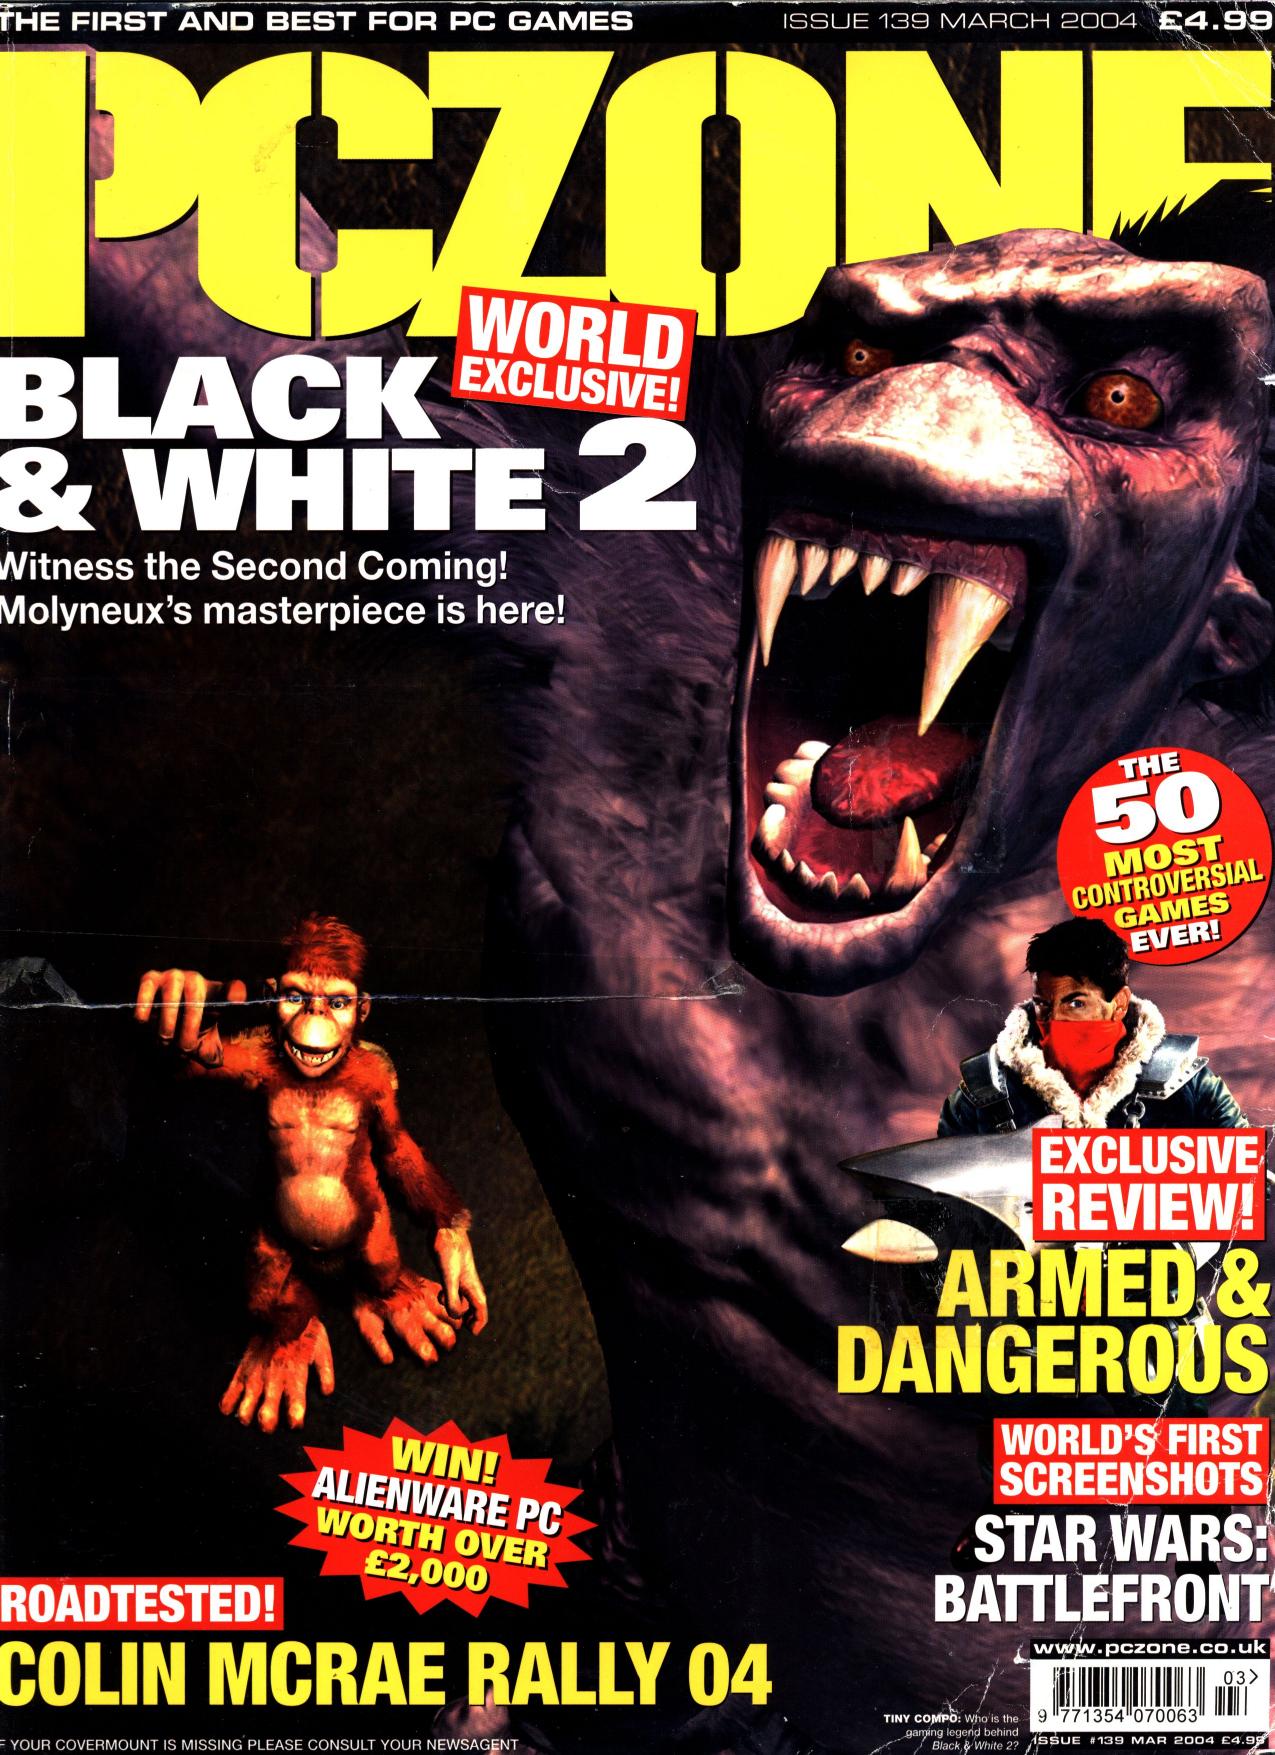 THE FIRST AND BEST FOR PC GAMES
ISSUE 139 MARCH 2004 £4.99
PCZONE
WORLD
EXCLUSIVE!
BLACK
& WHITE 2
Witness the Second Coming!
Molyneux's masterpiece is here!
THE
50
MOST
CONTROVERSIAL
GAMES
EVER!
EXCLUSIVE
REVIEW!
ARMED &
DANGEROUS
WORLD'S FIRST
SCREENSHOTS
STAR WARS:
BATTLEFRONT
WIN!
ALIENWARE PC
WORTH OVER
£2,000
ROADTESTED!
COLIN MCRAE RALLY 04
www.pczone.co.uk
03>
9 771354 070063
ISSUE #139 MAR 2004 £4.99
TINY COMPO: Who is the
gaming legend behind
Black & White 2?
F YOUR COVERMOUNT IS MISSING PLEASE CONSULT YOUR NEWSAGENT